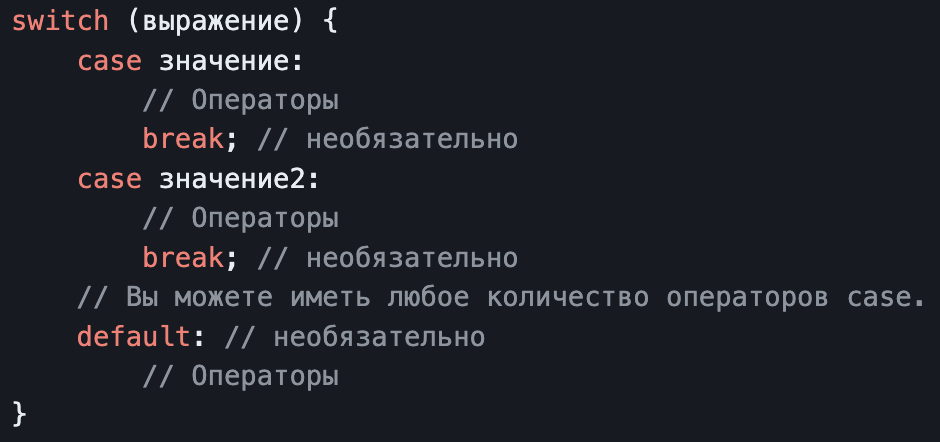 switch (выражение) {
    case значение:
        // Операторы
        break; // необязательно
    case значение2:
        // Операторы
        break; // необязательно
    // Вы можете иметь любое количество операторов case.
    default: // необязательно
        // Операторы
}